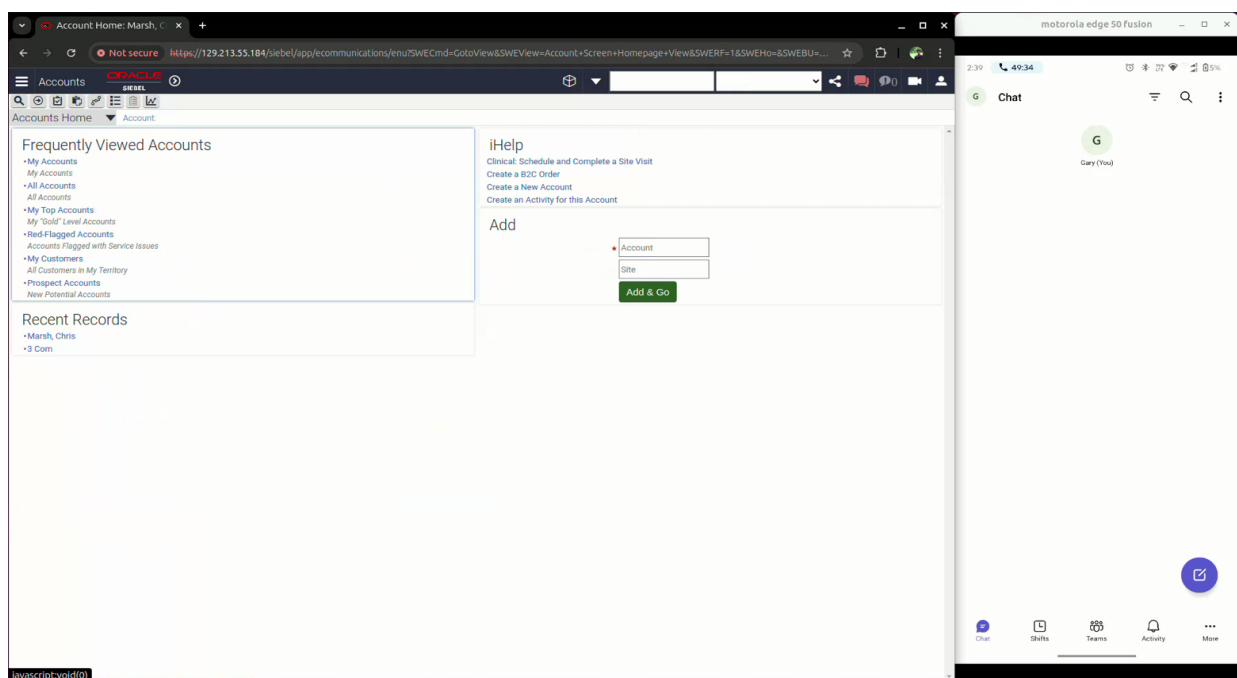 Account Home: Marsh, C
Not secure https://129.213.55.184/siebel/app/ecommunications/enu?SWECmd=GotoView&SWEView=Account+Screen+Homepage+View&SWERF=1&SWEHo=&SWEBU=...
Accounts ORACLE SIEBEL
0
Accounts Home Account:
Frequently Viewed Accounts
•My Accounts
My Accounts
•All Accounts
All Accounts
•My Top Accounts
My "Gold" Level Accounts
•Red-Flagged Accounts
Accounts Flagged with Service Issues
•My Customers
All Customers in My Territory
•Prospect Accounts
New Potential Accounts
Recent Records
•Marsh, Chris
•3 Com
iHelp
Clinical: Schedule and Complete a Site Visit
Create a B2C Order
Create a New Account
Create an Activity for this Account
Add
* Account
Site
Add & Go
javascript:void(0)
motorola edge 50 fusion
2:39 49:34 5%
G Chat
G
Gary (You)
Chat Shifts Teams Activity More